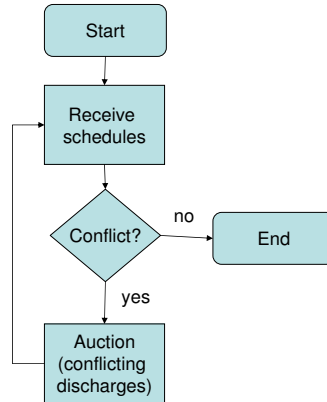 Start
Receive
schedules
Conflict?
no
End
yes
Auction
(conflicting
discharges)